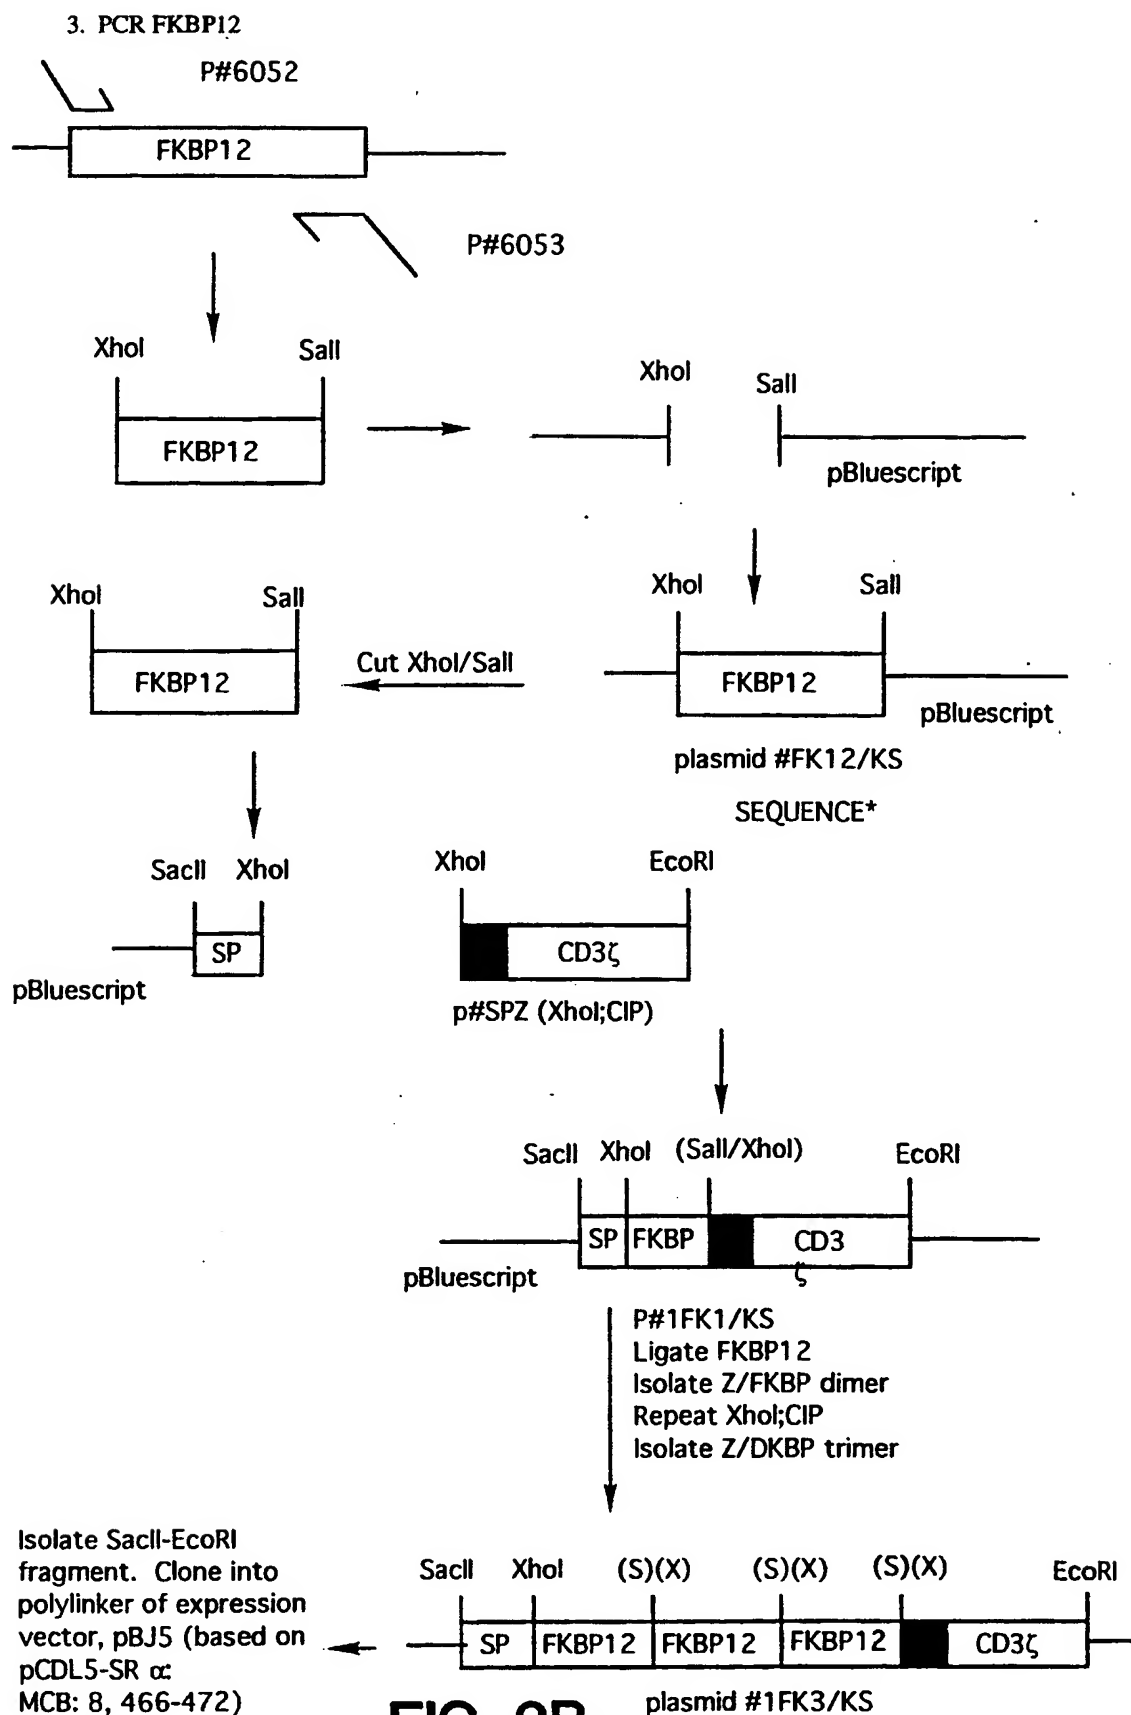 3. PCR FKBP12
P#6052
FKBP12
P#6053
XhoI SalI
FKBP12
XhoI SalI
pBluescript
XhoI SalI
FKBP12
Cut XhoI/SalI
XhoI SalI
FKBP12
pBluescript
plasmid #FK12/KS
SEQUENCE*
SacII XhoI
SP
pBluescript
XhoI EcoRI
CD3ζ
p#SPZ (XhoI;CIP)
SacII XhoI (SalI/XhoI) EcoRI
SP FKBP CD3
ζ
pBluescript
P#1FK1/KS
Ligate FKBP12
Isolate Z/FKBP dimer
Repeat XhoI;CIP
Isolate Z/DKBP trimer
Isolate SacII-EcoRI
fragment. Clone into
polylinker of expression
vector, pBJ5 (based on
pCDL5-SR α:
MCB: 8, 466-472)
SacII XhoI (S)(X) (S)(X) (S)(X) EcoRI
SP FKBP12 FKBP12 FKBP12 CD3ζ
plasmid #1FK3/KS